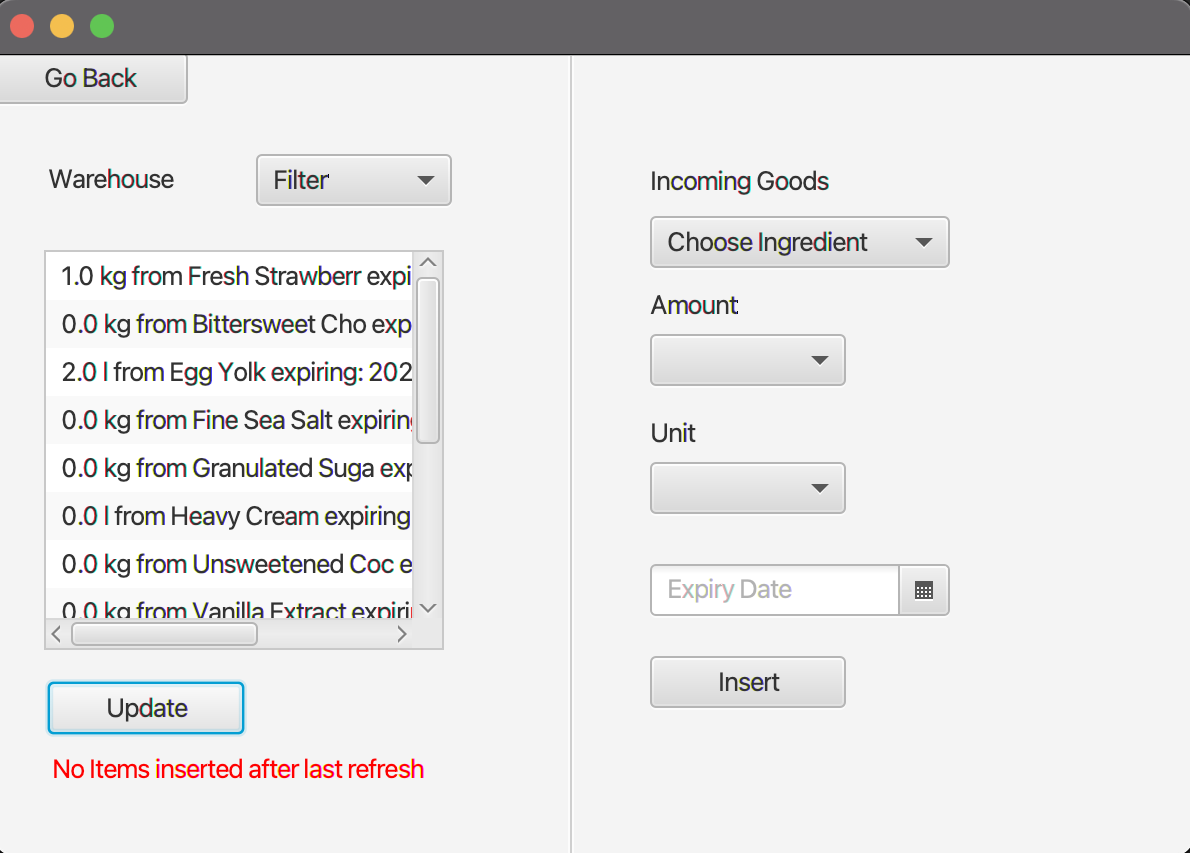 Go Back
Warehouse
Filter
1.0 kg from Fresh Strawberr expi
0.0 kg from Bittersweet Cho exp
2.0 l from Egg Yolk expiring: 202
0.0 kg from Fine Sea Salt expiring
0.0 kg from Granulated Suga exp
0.0 l from Heavy Cream expiring
0.0 kg from Unsweetened Coc e
0.0 kg from Vanilla Extract expirin
Update
No Items inserted after last refresh
Incoming Goods
Choose Ingredient
Amount
Unit
Expiry Date
Insert